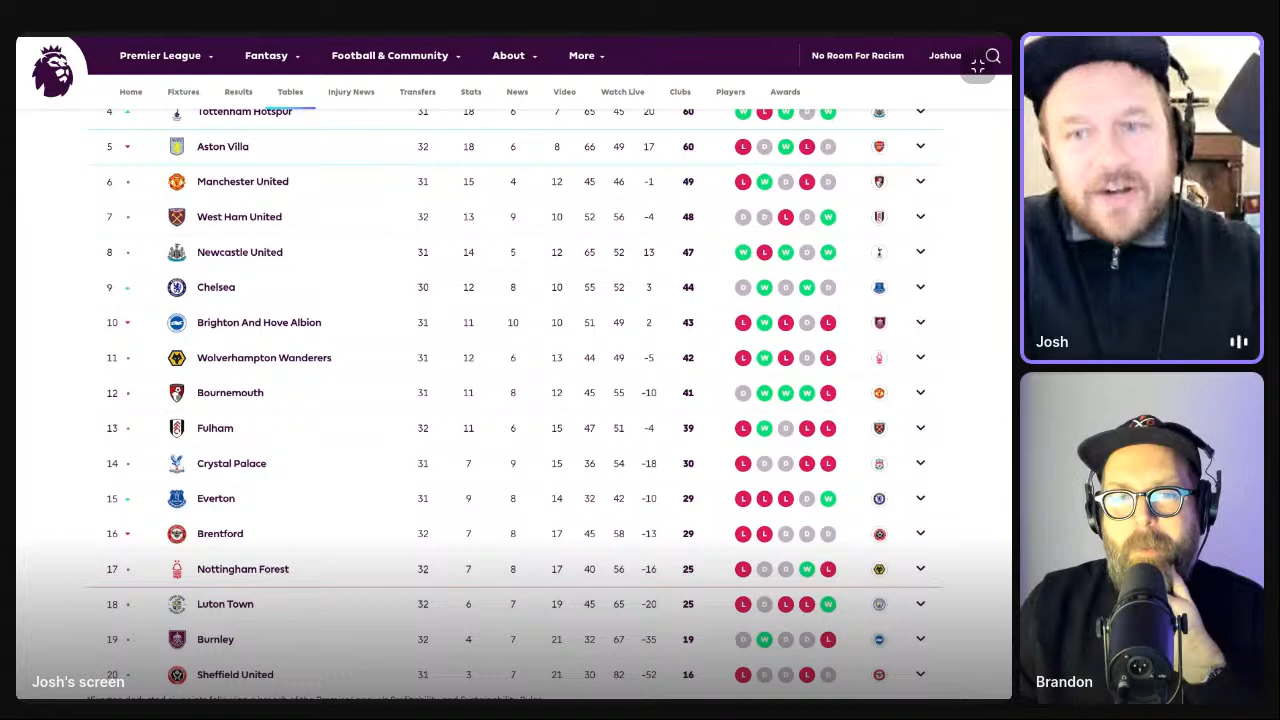 Premier League Fantasy Football & Community About More No Room For Racism Joshua
Home Fixtures Results Tables Injury News Transfers Stats News Video Watch Live Clubs Players Awards
4 Tottenham Hotspur 31 18 6 7 65 45 20 60 W L W D W
5 Aston Villa 32 18 6 8 66 49 17 60 L D W L D
6 Manchester United 31 15 4 12 45 46 -1 49 L W D L D
7 West Ham United 32 13 9 10 52 56 -4 48 D D L D W
8 Newcastle United 31 14 5 12 65 52 13 47 W L W D W
9 Chelsea 30 12 8 10 55 52 3 44 D W D W D
10 Brighton And Hove Albion 31 11 10 10 51 49 2 43 L W L D L
11 Wolverhampton Wanderers 31 12 6 13 44 49 -5 42 L W L D L
12 Bournemouth 31 11 8 12 45 55 -10 41 D W W W L
13 Fulham 32 11 6 15 47 51 -4 39 L W D L L
14 Crystal Palace 31 7 9 15 36 54 -18 30 L D D L L
15 Everton 31 9 8 14 32 42 -10 29 L L L D W
16 Brentford 32 7 8 17 45 58 -13 29 L L D D D
17 Nottingham Forest 32 7 8 17 40 56 -16 25 L D D W L
18 Luton Town 32 6 7 19 45 65 -20 25 L D L L W
19 Burnley 32 4 7 21 32 67 -35 19 D W D D L
20 Sheffield United 31 3 7 21 30 82 -52 16 L D D L D
Josh's screen
Josh
Brandon